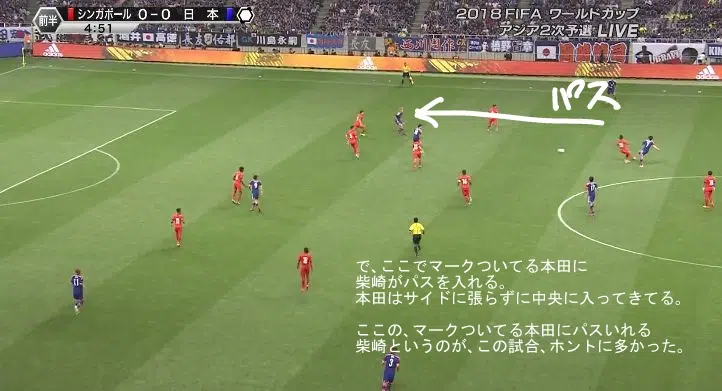 前半
シンガポール 0-0 日本
4:51
2018 FIFA ワールドカップ
アジア2次予選 LIVE
川島永嗣
パス
で、ここでマークついてる本田に
柴崎がパスを入れる。
本田はサイドに張らずに中央に入ってきてる。
ここの、マークついてる本田にパスいれる
柴崎というのが、この試合、ホントに多かった。